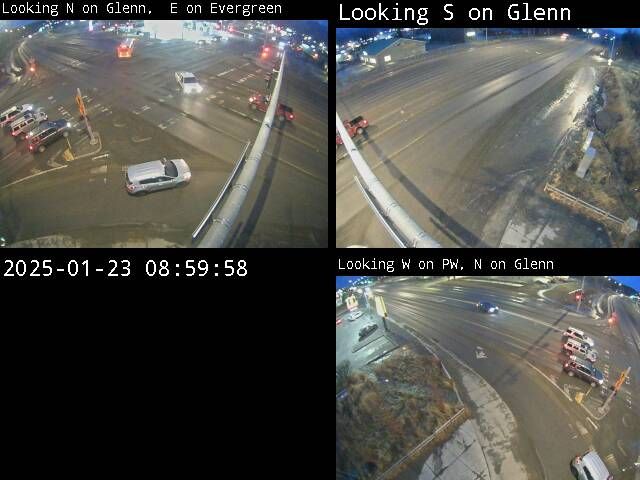 Looking N on Glenn,  E on Evergreen
Looking S on Glenn
2025-01-23 08:59:58
Looking W on PW, N on Glenn